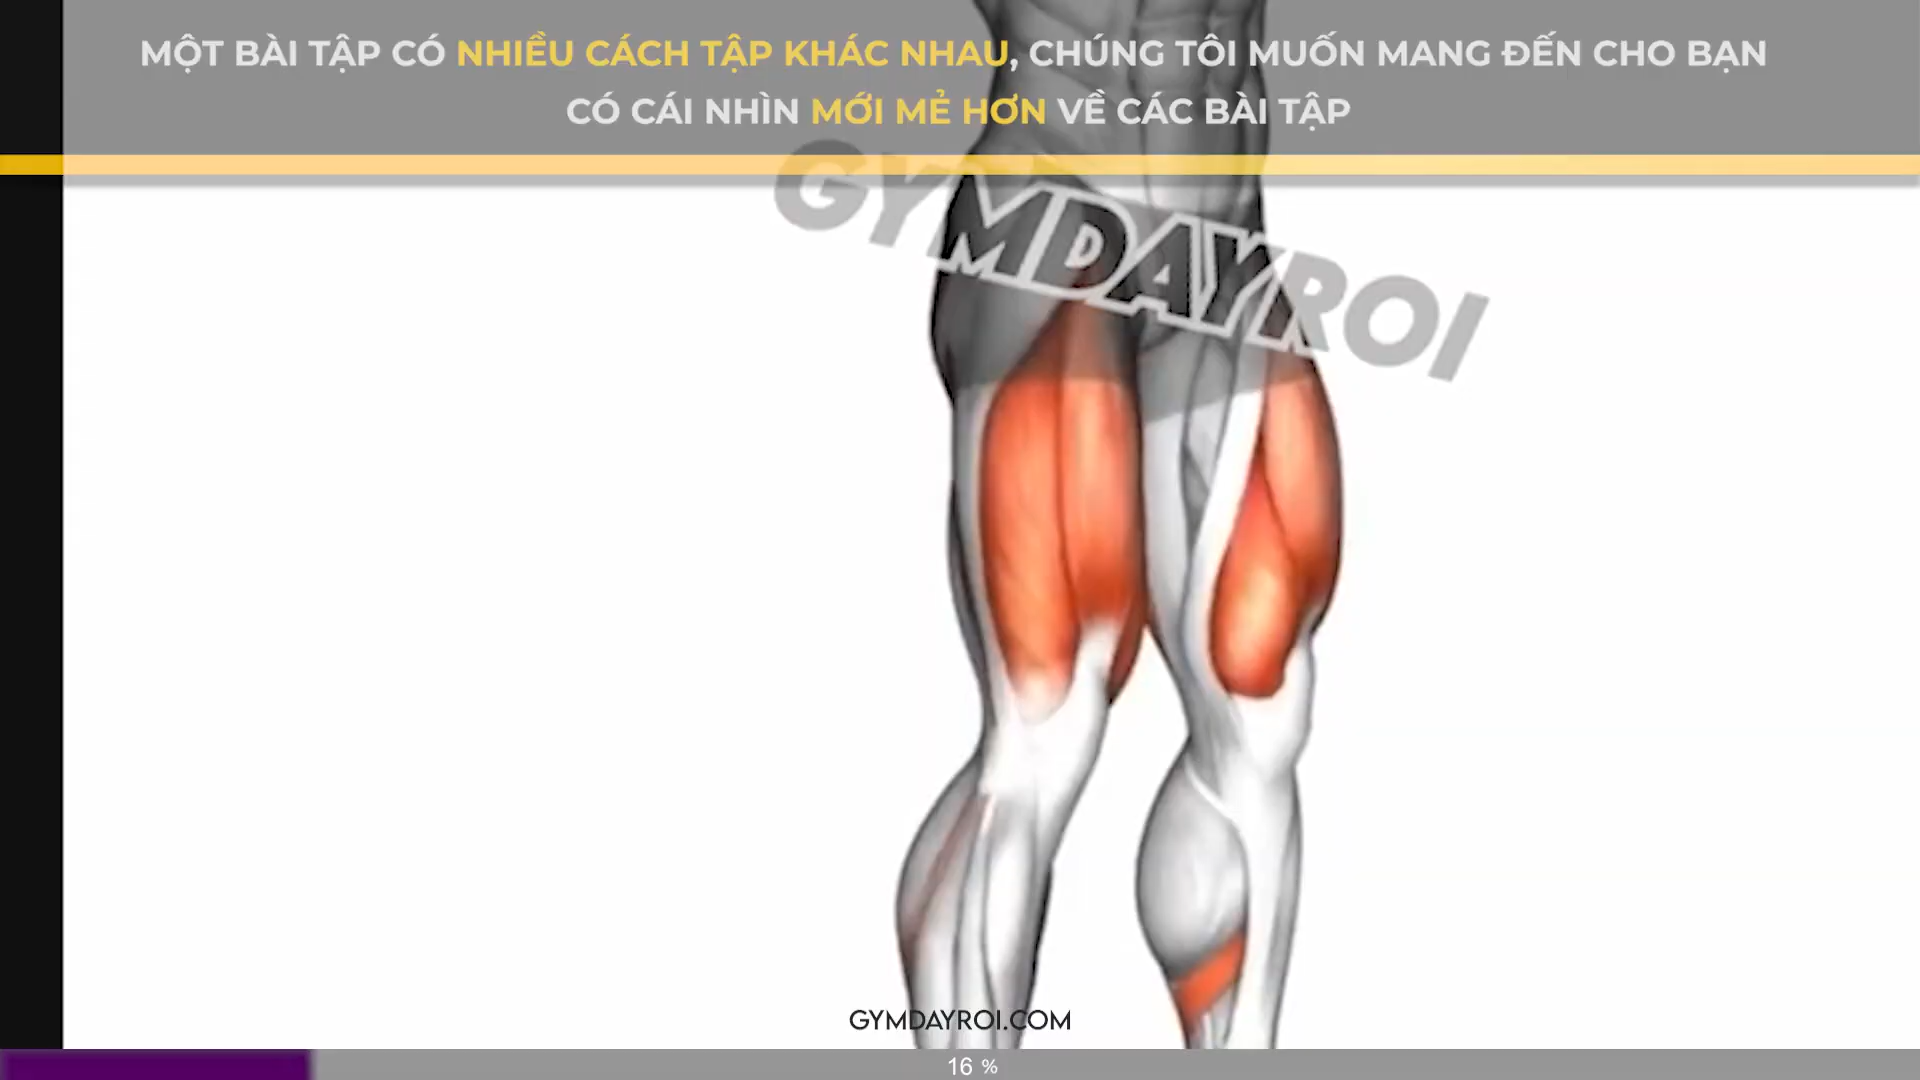 MỘT BÀI TẬP CÓ NHIỀU CÁCH TẬP KHÁC NHAU, CHÚNG TÔI MUỐN MANG ĐẾN CHO BẠN
CÓ CÁI NHÌN MỚI MẺ HƠN VỀ CÁC BÀI TẬP
GYMDAYROI
GYMDAYROI.COM
16 %